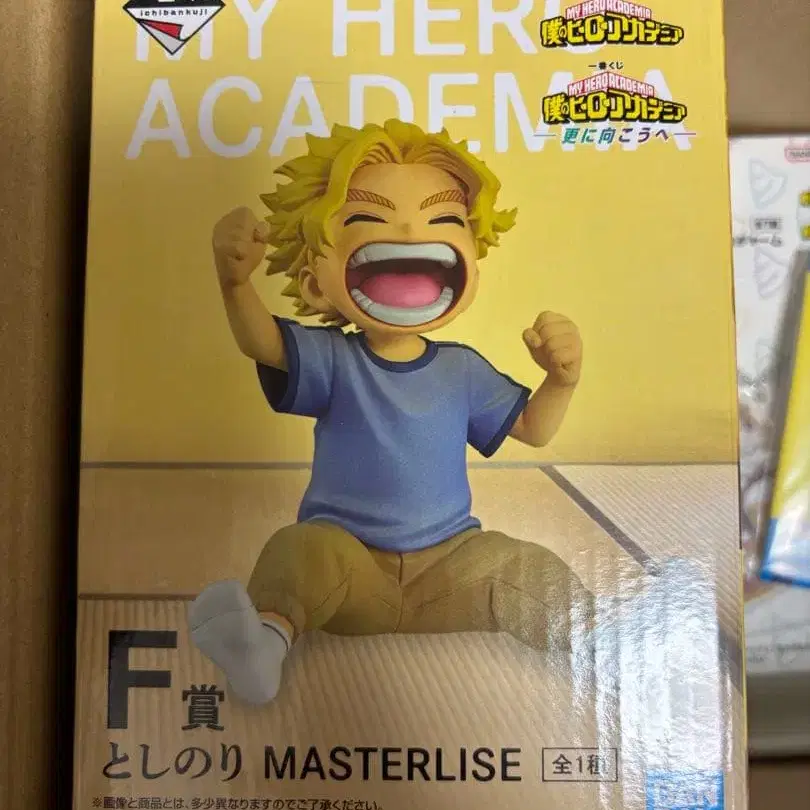 ichibankuji
MY HERO
ACADEMIA
MY HERO ACADEMIA
僕のヒーローアカデミア
一番くじ
MY HERO ACADEMIA
僕のヒーローアカデミア
更に向こうへ
F賞
としのり MASTERLISE 全1種
※画像と商品とは、多少異なりますのでご了承ください。
BAN